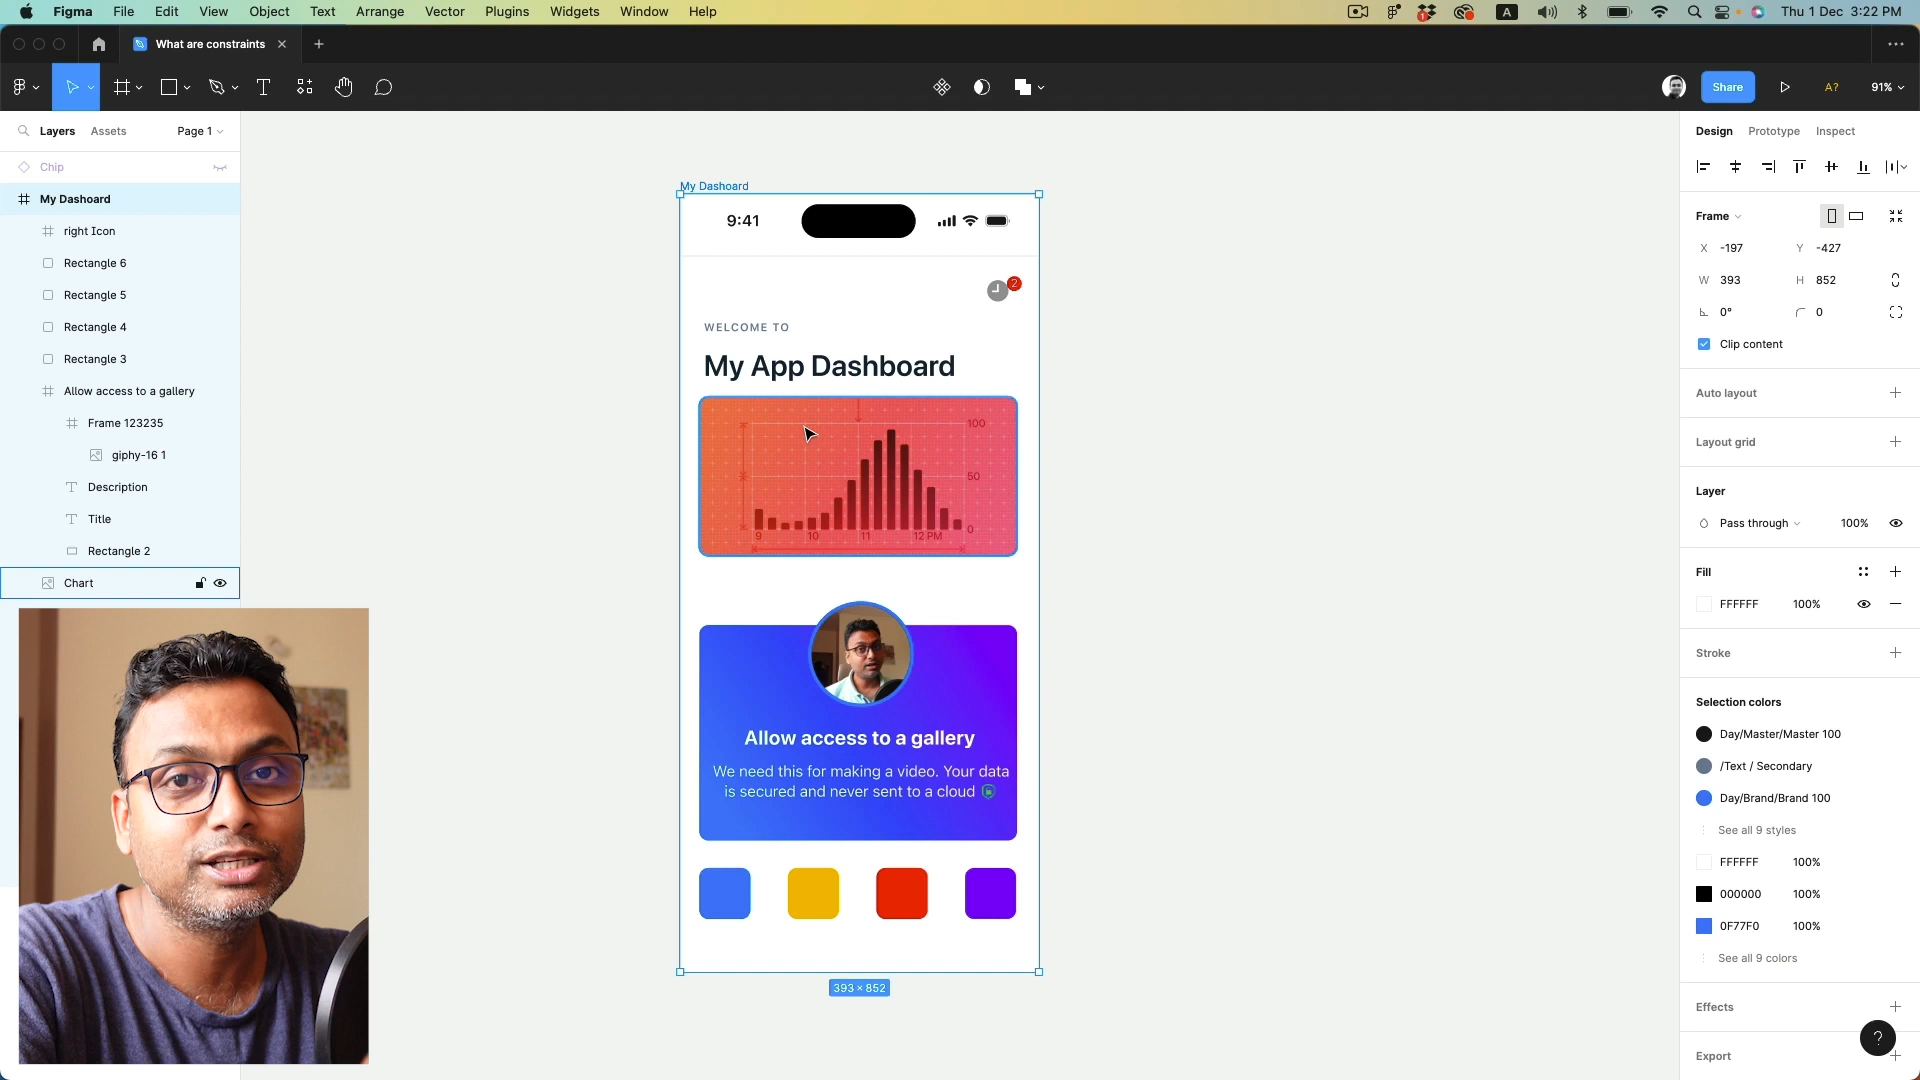 Figma File Edit View Object Text Arrange Vector Plugins Widgets Window Help
1 A Thu 1 Dec 3:22 PM
What are constraints
Share A? 91%
Layers Assets Page 1
Chip
My Dashoard
right Icon
Rectangle 6
Rectangle 5
Rectangle 4
Rectangle 3
Allow access to a gallery
Frame 123235
giphy-16 1
Description
Title
Rectangle 2
Chart
My Dashoard
9:41
2
WELCOME TO
My App Dashboard
100
50
0
9 10 11 12 PM
Allow access to a gallery
We need this for making a video. Your data
is secured and never sent to a cloud
393 × 852
Design Prototype Inspect
Frame
X -197 Y -427
W 393 H 852
0° 0
Clip content
Auto layout
Layout grid
Layer
Pass through 100%
Fill
FFFFFF 100%
Stroke
Selection colors
Day/Master/Master 100
/Text / Secondary
Day/Brand/Brand 100
See all 9 styles
FFFFFF 100%
000000 100%
0F77F0 100%
See all 9 colors
Effects
?
Export